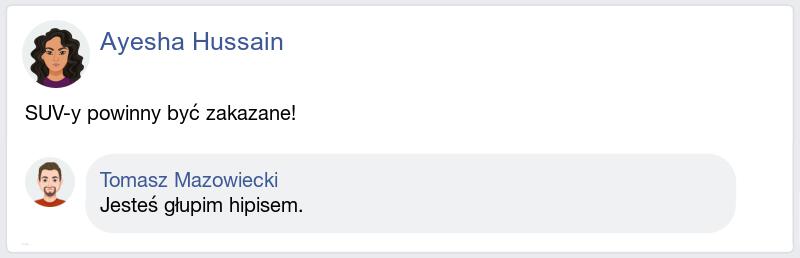 Ayesha Hussain
SUV-y powinny być zakazane!
Tomasz Mazowiecki
Jesteś głupim hipisem.